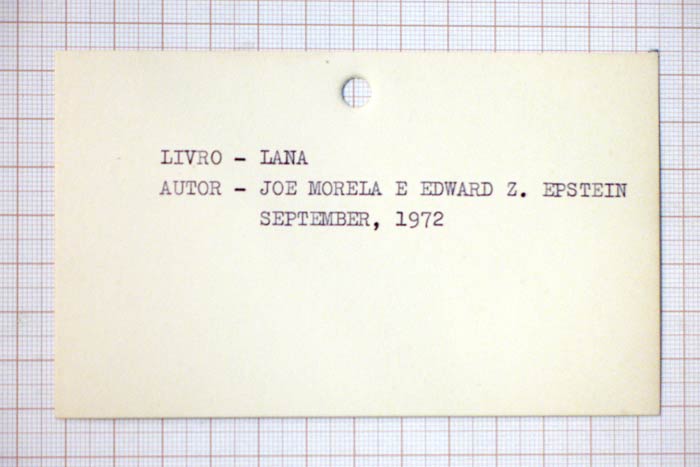 LIVRO - LANA
AUTOR - JOE MORELA E EDWARD Z. EPSTEIN
SEPTEMBER, 1972